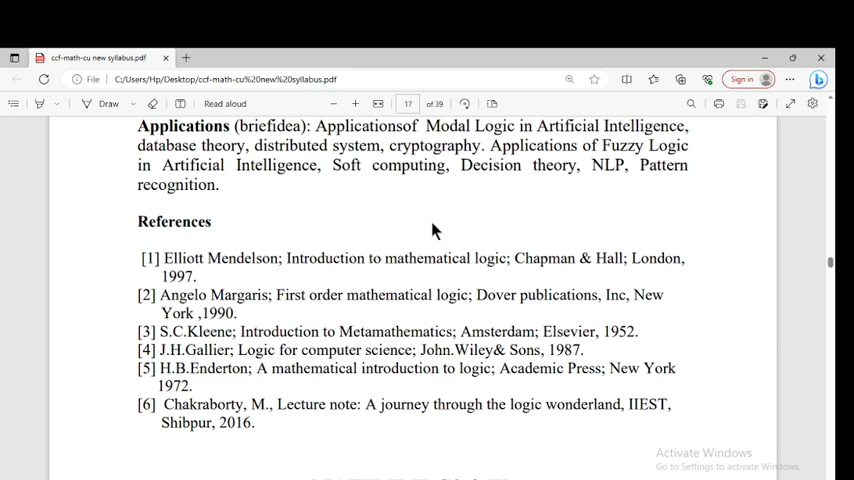 ccf-math-cu new syllabus.pdf
File C:/Users/Hp/Desktop/ccf-math-cu%20new%20syllabus.pdf
Sign in
Draw
Read aloud
17 of 39
Applications (briefidea): Applicationsof Modal Logic in Artificial Intelligence,
database theory, distributed system, cryptography. Applications of Fuzzy Logic
in Artificial Intelligence, Soft computing, Decision theory, NLP, Pattern
recognition.
References
[1] Elliott Mendelson; Introduction to mathematical logic; Chapman & Hall; London,
1997.
[2] Angelo Margaris; First order mathematical logic; Dover publications, Inc, New
York ,1990.
[3] S.C.Kleene; Introduction to Metamathematics; Amsterdam; Elsevier, 1952.
[4] J.H.Gallier; Logic for computer science; John.Wiley& Sons, 1987.
[5] H.B.Enderton; A mathematical introduction to logic; Academic Press; New York
1972.
[6] Chakraborty, M., Lecture note: A journey through the logic wonderland, IIEST,
Shibpur, 2016.
Activate Windows
Go to Settings to activate Windows.